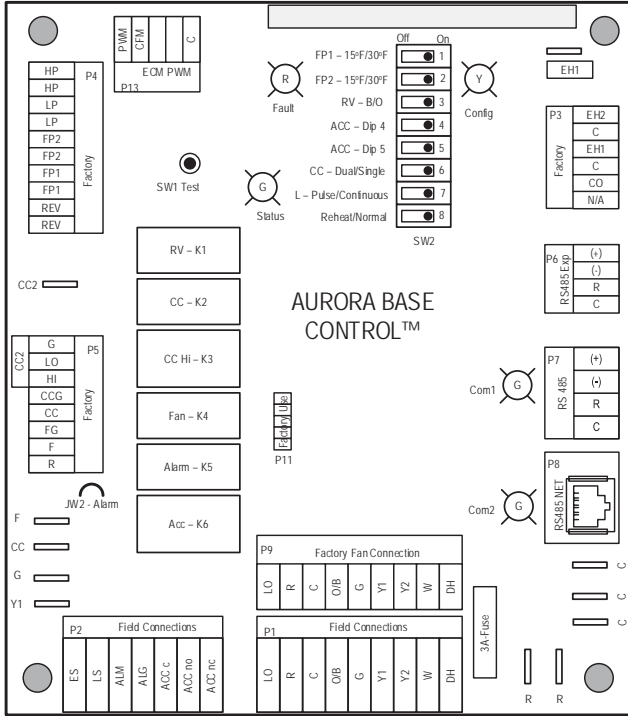 PWM
CFM
C
ECM PWM
P13
Off On
FP1 – 15ºF/30ºF 1
FP2 – 15ºF/30ºF 2
RV – B/O 3
ACC – Dip 4 4
ACC – Dip 5 5
CC – Dual/Single 6
L – Pulse/Continuous 7
Reheat/Normal 8
SW2
R
Fault
Y
Config
EH1
P4
HP
HP
LP
LP
FP2
FP2
FP1
FP1
REV
REV
Factory
SW1 Test
G
Status
P3
EH2
C
EH1
C
CO
N/A
Factory
RV – K1
CC – K2
CC Hi – K3
Fan – K4
Alarm – K5
Acc – K6
CC2
AURORA BASE
CONTROL™
P6
RS485 Exp
(+)
(-)
R
C
CC2
P5
G
LO
HI
CCG
CC
FG
F
R
Factory
JW2 - Alarm
Factory Use
P11
Com1
G
P7
RS 485
(+)
(-)
R
C
Com2
G
P8
RS485 NET
F
CC
G
Y1
P9
Factory Fan Connection
LO
R
C
O/B
G
Y1
Y2
W
DH
C
C
C
P2
Field Connections
ES
LS
ALM
ALG
ACC c
ACC no
ACC nc
P1
Field Connections
LO
R
C
O/B
G
Y1
Y2
W
DH
3A-Fuse
R R